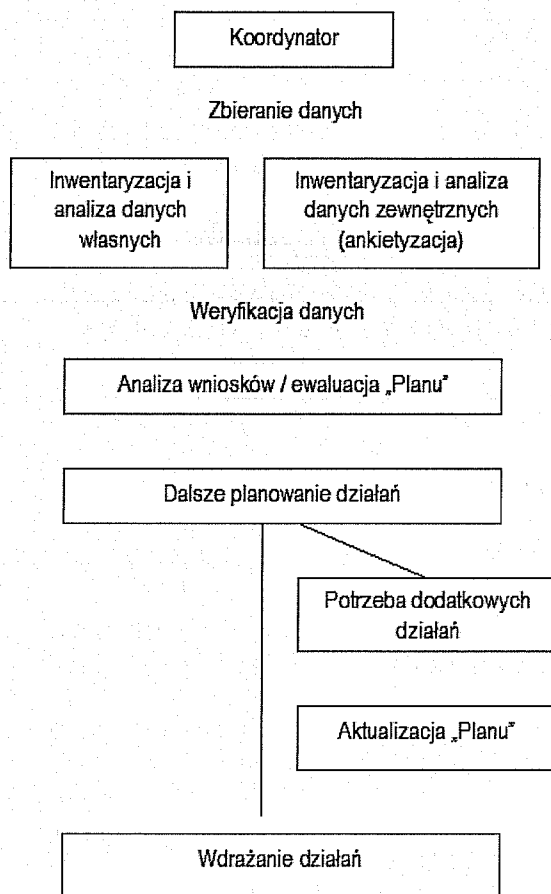 Koordynator
Zbieranie danych
Inwentaryzacja i
analiza danych
własnych
Inwentaryzacja i analiza
danych zewnętrznych
(ankietyzacja)
Weryfikacja danych
Analiza wniosków / ewaluacja „Planu”
Dalsze planowanie działań
Potrzeba dodatkowych
działań
Aktualizacja „Planu”
Wdrażanie działań